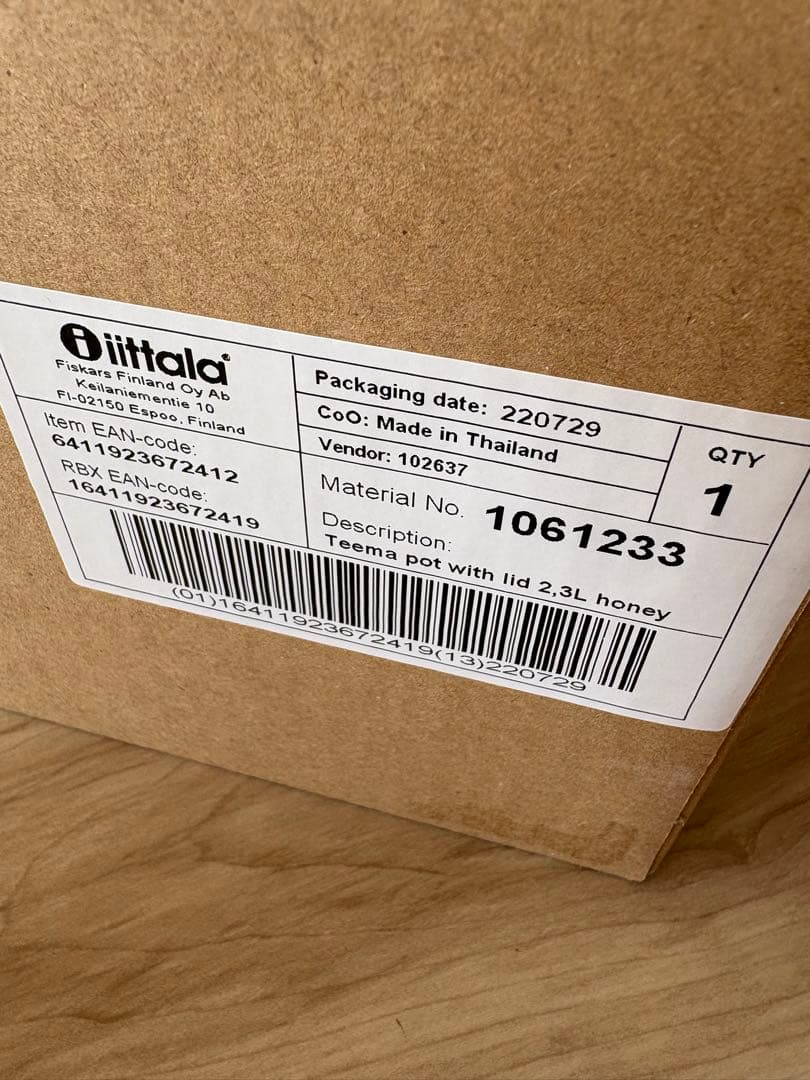 iittala
Fiskars Finland Oy Ab
Keilaniementie 10
FI-02150 Espoo, Finland
Item EAN-code:
6411923672412
RBX EAN-code:
16411923672419
Packaging date: 220729
CoO: Made in Thailand
Vendor: 102637
QTY
1
Material No. 1061233
Description:
Teema pot with lid 2,3L honey
(01)16411923672419(13)220729